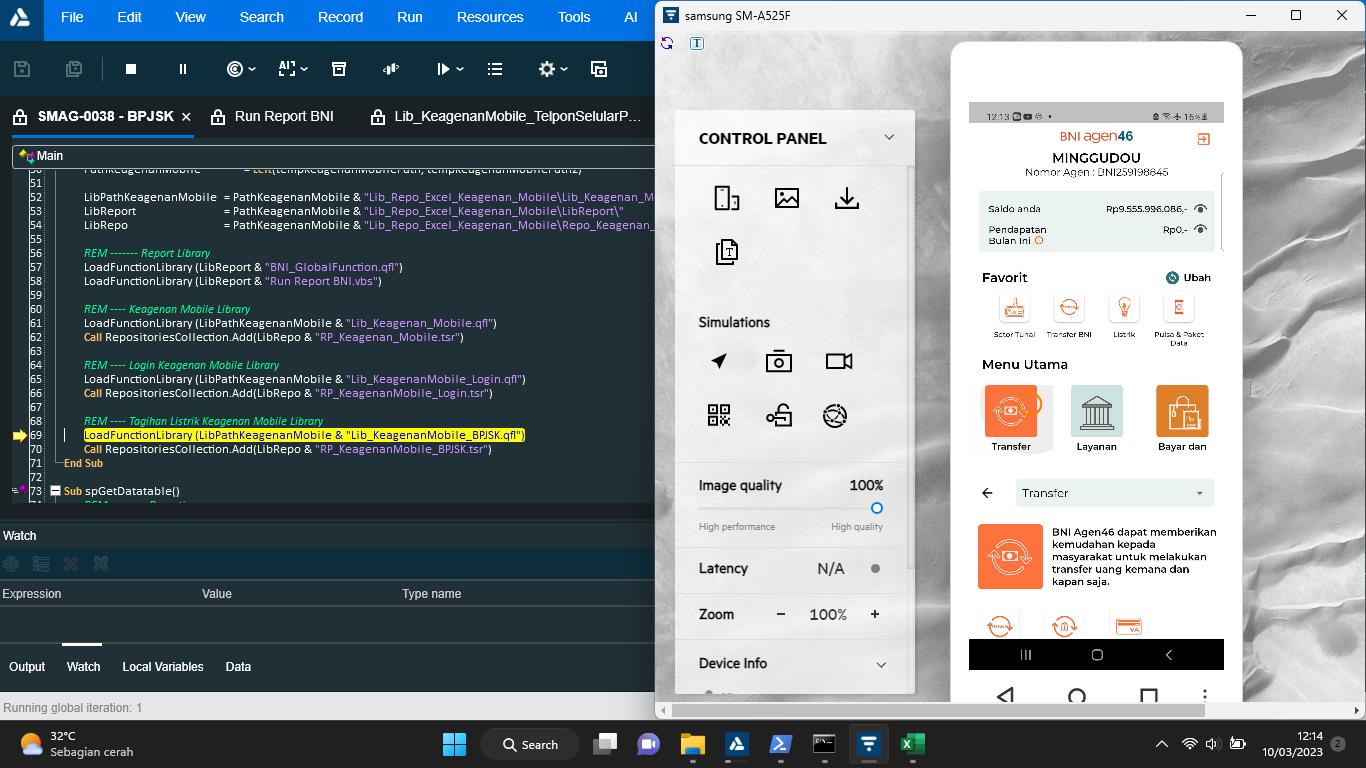 File Edit View Search Record Run Resources Tools AI
SMAG-0038 - BPJSK
Run Report BNI
Lib_KeagenanMobile_TelponSelularP...
Main
51
52 LibPathKeagenanMobile = PathKeagenanMobile & "Lib_Repo_Excel_Keagenan_Mobile\Lib_Keagenan_M
53 LibReport = PathKeagenanMobile & "Lib_Repo_Excel_Keagenan_Mobile\LibReport\"
54 LibRepo = PathKeagenanMobile & "Lib_Repo_Excel_Keagenan_Mobile\Repo_Keagenan_
55
56 REM ------- Report Library
57 LoadFunctionLibrary (LibReport & "BNI_GlobalFunction.qfl")
58 LoadFunctionLibrary (LibReport & "Run Report BNI.vbs")
59
60 REM ---- Keagenan Mobile Library
61 LoadFunctionLibrary (LibPathKeagenanMobile & "Lib_Keagenan_Mobile.qfl")
62 Call RepositoriesCollection.Add(LibRepo & "RP_Keagenan_Mobile.tsr")
63
64 REM ---- Login Keagenan Mobile Library
65 LoadFunctionLibrary (LibPathKeagenanMobile & "Lib_KeagenanMobile_Login.qfl")
66 Call RepositoriesCollection.Add(LibRepo & "RP_KeagenanMobile_Login.tsr")
67
68 REM ---- Tagihan Listrik Keagenan Mobile Library
69 LoadFunctionLibrary (LibPathKeagenanMobile & "Lib_KeagenanMobile_BPJSK.qfl")
70 Call RepositoriesCollection.Add(LibRepo & "RP_KeagenanMobile_BPJSK.tsr")
71 End Sub
72
73 Sub spGetDatatable()
Watch
Expression Value Type name
Output Watch Local Variables Data
Running global iteration: 1
samsung SM-A525F
T
CONTROL PANEL
Simulations
Image quality 100%
High performance High quality
Latency N/A
Zoom - 100% +
Device Info
12.13 16%
BNI agen46
MINGGUDOU
Nomor Agen : BNI259198845
Saldo anda Rp9.555.996.086,-
Pendapatan Bulan Ini Rp0,-
Favorit Ubah
Setor Tunai Transfer BNI Listrik Pulsa & Paket Data
Menu Utama
Transfer Layanan Bayar dan
Transfer
BNI Agen46 dapat memberikan
kemudahan kepada
masyarakat untuk melakukan
transfer uang kemana dan
kapan saja.
VA
32°C
Sebagian cerah
Search
12:14
10/03/2023
2